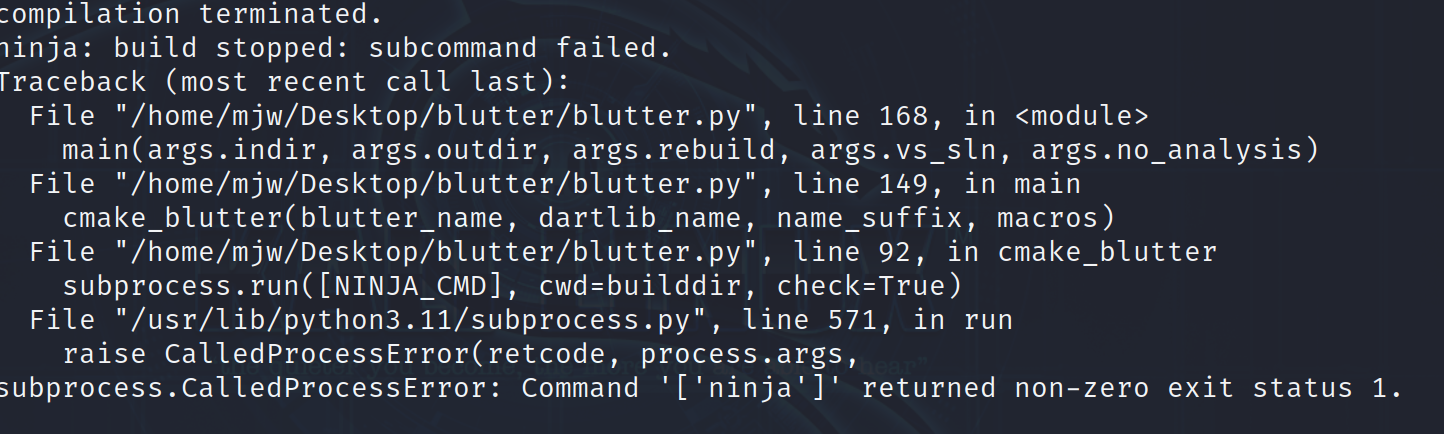 compilation terminated.
ninja: build stopped: subcommand failed.
Traceback (most recent call last):
File "/home/mjw/Desktop/blutter/blutter.py", line 168, in <module>
main(args.indir, args.outdir, args.rebuild, args.vs_sln, args.no_analysis)
File "/home/mjw/Desktop/blutter/blutter.py", line 149, in main
cmake_blutter(blutter_name, dartlib_name, name_suffix, macros)
File "/home/mjw/Desktop/blutter/blutter.py", line 92, in cmake_blutter
subprocess.run([NINJA_CMD], cwd=builddir, check=True)
File "/usr/lib/python3.11/subprocess.py", line 571, in run
raise CalledProcessError(retcode, process.args,
subprocess.CalledProcessError: Command '['ninja']' returned non-zero exit status 1.